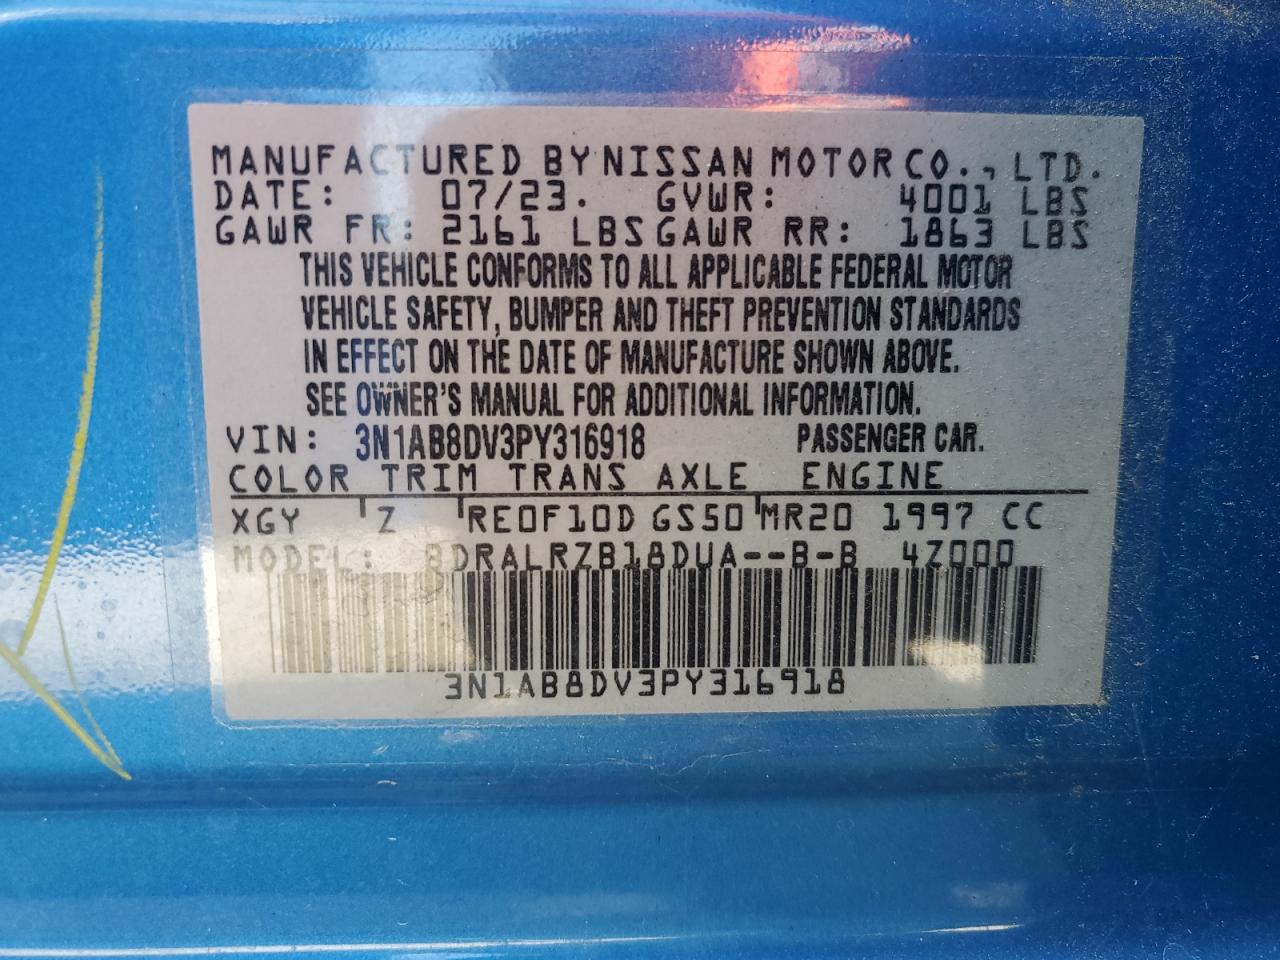 MANUFACTURED BY NISSAN MOTOR CO., LTD.
DATE: 07/23. GVWR: 4001 LBS
GAWR FR: 2161 LBS GAWR RR: 1863 LBS
THIS VEHICLE CONFORMS TO ALL APPLICABLE FEDERAL MOTOR
VEHICLE SAFETY, BUMPER AND THEFT PREVENTION STANDARDS
IN EFFECT ON THE DATE OF MANUFACTURE SHOWN ABOVE.
SEE OWNER'S MANUAL FOR ADDITIONAL INFORMATION.
VIN: 3N1AB8DV3PY316918 PASSENGER CAR.
COLOR TRIM TRANS AXLE ENGINE
XGY Z RE0F10D GS50 MR20 1997 CC
MODEL: BDRALRZB18DUA--B-B 4Z000
3N1AB8DV3PY316918